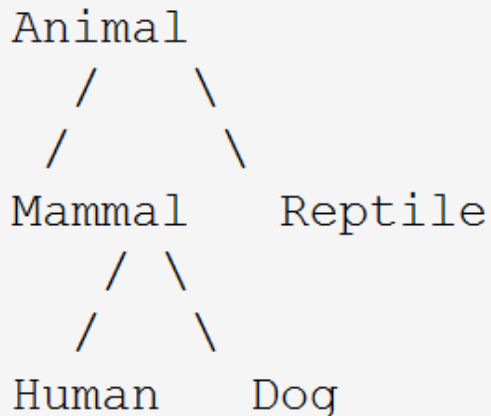 Animal
  /   \
 /     \
Mammal   Reptile
   / \
  /   \
Human   Dog